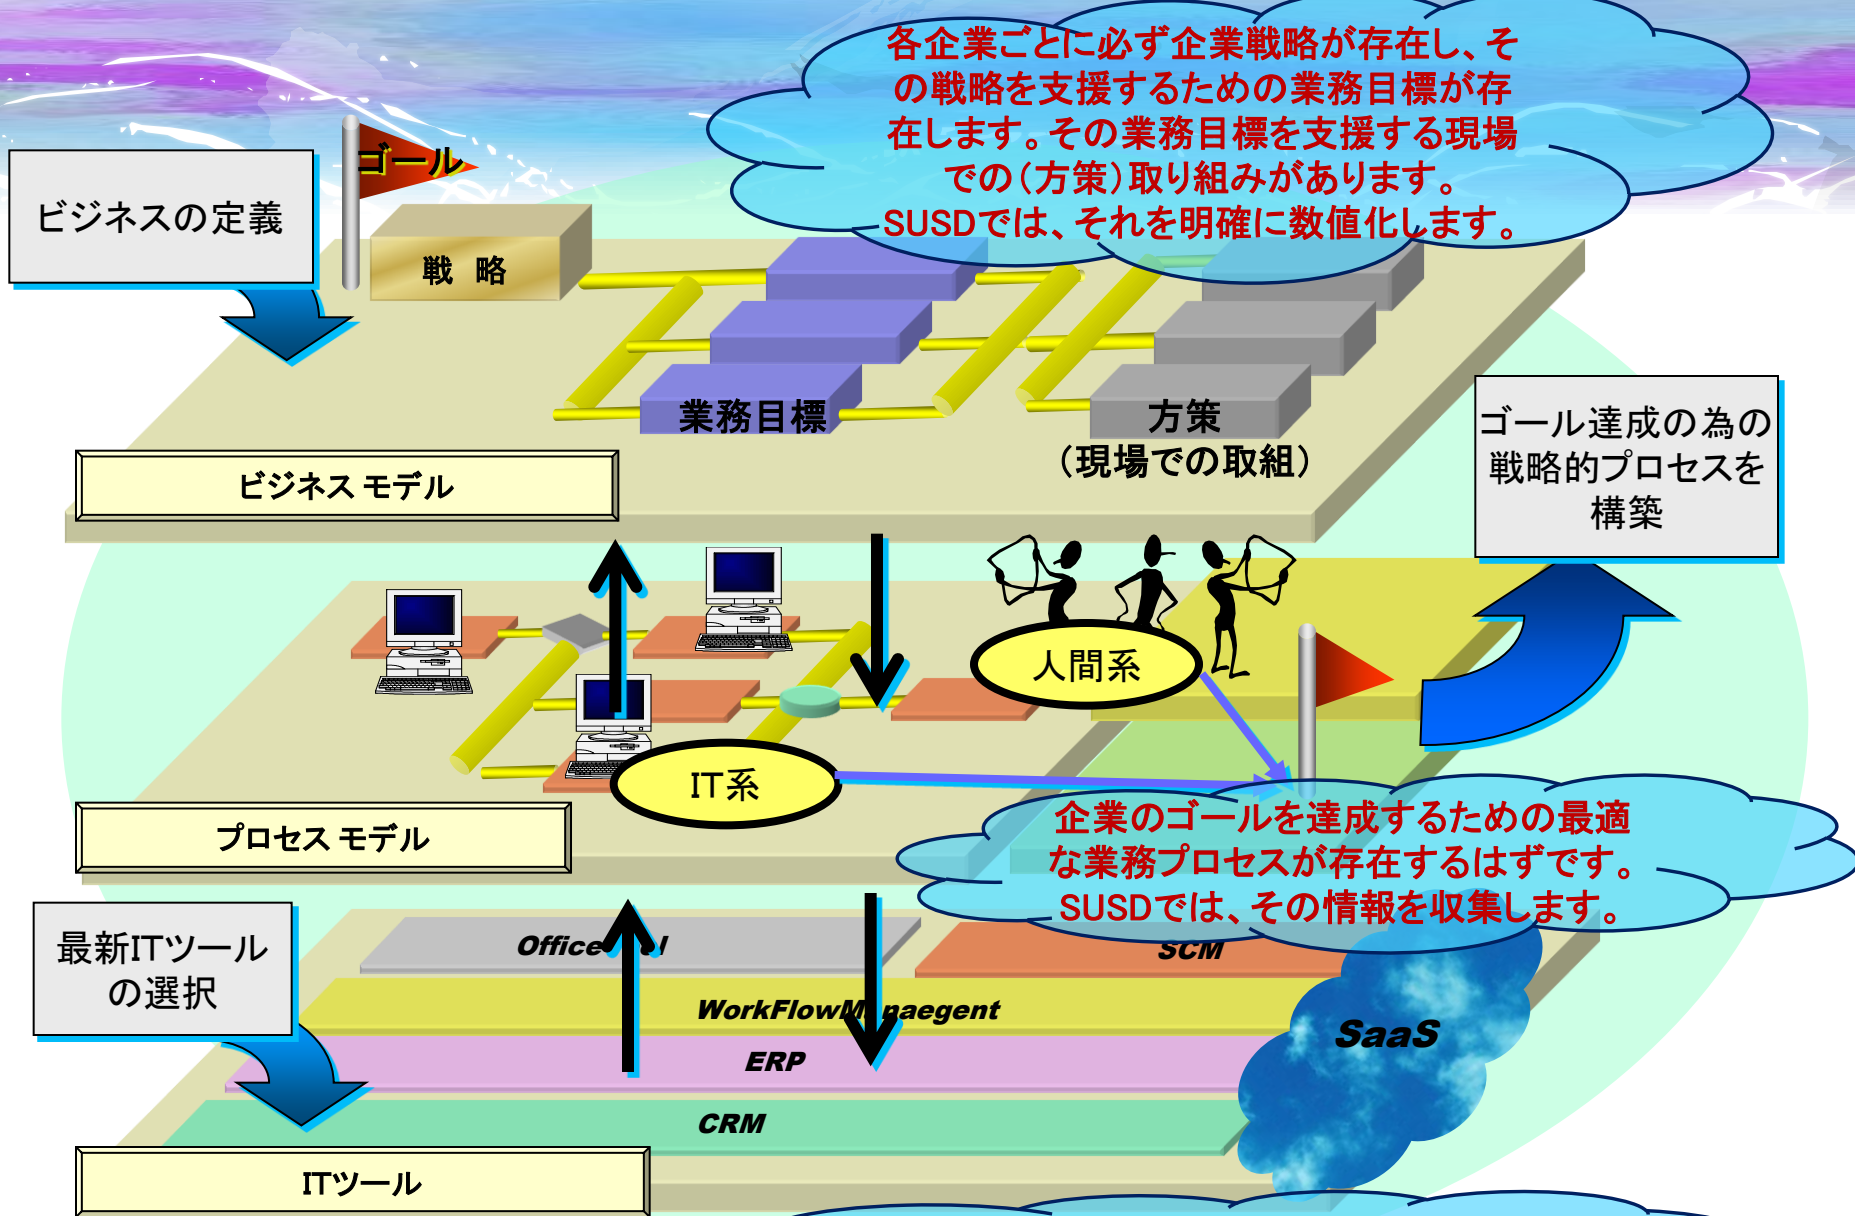 各企業ごとに必ず企業戦略が存在し、そ
の戦略を支援するための業務目標が存
在します。その業務目標を支援する現場
での(方策)取り組みがあります。
SUSDでは、それを明確に数値化します。
ゴール
ビジネスの定義
戦 略
業務目標
方策
(現場での取組)
ビジネス モデル
ゴール達成の為の
戦略的プロセスを
構築
人間系
IT系
プロセス モデル
企業のゴールを達成するための最適
な業務プロセスが存在するはずです。
SUSDでは、その情報を収集します。
最新ITツール
の選択
Office
SCM
WorkFlowManaegent
SaaS
ERP
CRM
ITツール